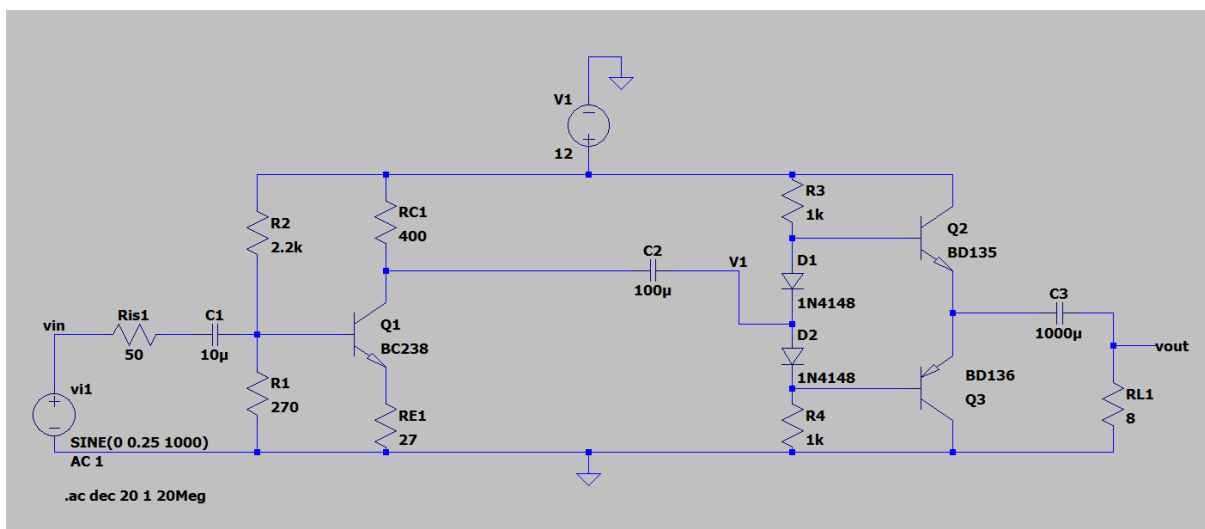 V1
12
R2
2.2k
RC1
400
R3
1k
Q2
BD135
C2
100µ
V1
D1
1N4148
C3
1000µ
vin
Ris1
50
C1
10µ
Q1
BC238
D2
1N4148
vout
BD136
Q3
vi1
R1
270
RE1
27
R4
1k
RL1
8
SINE(0 0.25 1000)
AC 1
.ac dec 20 1 20Meg